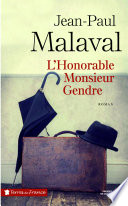 Jean-Paul
Malaval
L'Honorable
Monsieur
Gendre
ROMAN
Terres de France